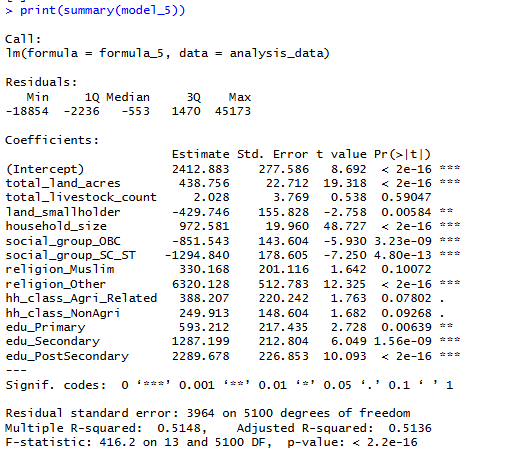 > print(summary(model_5))
Call:
lm(formula = formula_5, data = analysis_data)
Residuals:
   Min     1Q Median     3Q    Max
-18854  -2236   -553   1470  45173
Coefficients:
                       Estimate Std. Error t value Pr(>|t|)
(Intercept)            2412.883    277.586   8.692  < 2e-16 ***
total_land_acres        438.756     22.712  19.318  < 2e-16 ***
total_livestock_count     2.028      3.769   0.538  0.59047
land_smallholder       -429.746    155.828  -2.758  0.00584 **
household_size          972.581     19.960  48.727  < 2e-16 ***
social_group_OBC       -851.543    143.604  -5.930 3.23e-09 ***
social_group_SC_ST    -1294.840    178.605  -7.250 4.80e-13 ***
religion_Muslim         330.168    201.116   1.642  0.10072
religion_Other         6320.128    512.783  12.325  < 2e-16 ***
hh_class_Agri_Related   388.207    220.242   1.763  0.07802 .
hh_class_NonAgri        249.913    148.604   1.682  0.09268 .
edu_Primary             593.212    217.435   2.728  0.00639 **
edu_Secondary          1287.199    212.804   6.049 1.56e-09 ***
edu_PostSecondary      2289.678    226.853  10.093  < 2e-16 ***
---
Signif. codes:  0 ‘***’ 0.001 ‘**’ 0.01 ‘*’ 0.05 ‘.’ 0.1 ‘ ’ 1
Residual standard error: 3964 on 5100 degrees of freedom
Multiple R-squared:  0.5148,    Adjusted R-squared:  0.5136
F-statistic: 416.2 on 13 and 5100 DF,  p-value: < 2.2e-16